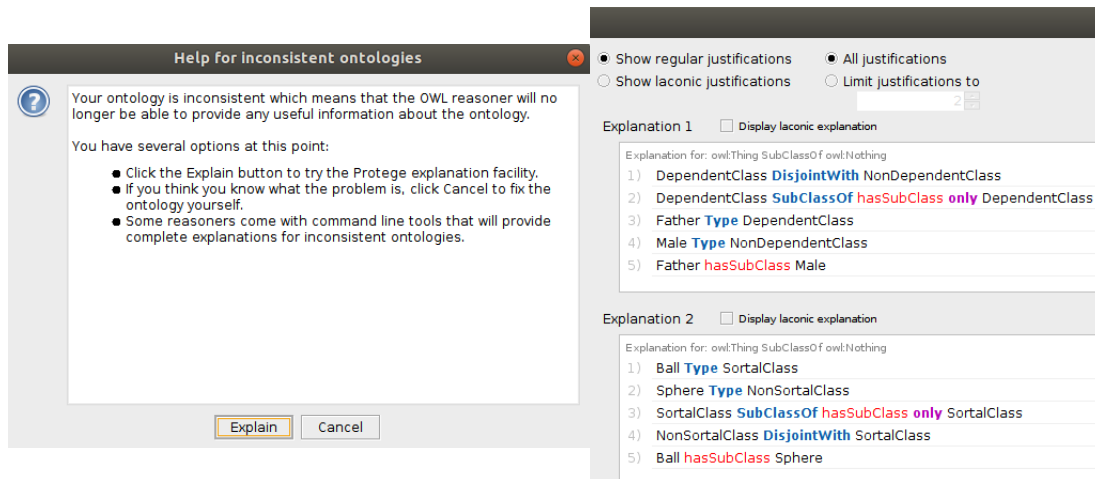 Help for inconsistent ontologies
Your ontology is inconsistent which means that the OWL reasoner will no
longer be able to provide any useful information about the ontology.
You have several options at this point:
● Click the Explain button to try the Protege explanation facility.
● If you think you know what the problem is, click Cancel to fix the
ontology yourself.
● Some reasoners come with command line tools that will provide
complete explanations for inconsistent ontologies.
Explain Cancel
Show regular justifications All justifications
Show laconic justifications Limit justifications to
2
Explanation 1 Display laconic explanation
Explanation for: owl:Thing SubClassOf owl:Nothing
1) DependentClass DisjointWith NonDependentClass
2) DependentClass SubClassOf hasSubClass only DependentClass
3) Father Type DependentClass
4) Male Type NonDependentClass
5) Father hasSubClass Male
Explanation 2 Display laconic explanation
Explanation for: owl:Thing SubClassOf owl:Nothing
1) Ball Type SortalClass
2) Sphere Type NonSortalClass
3) SortalClass SubClassOf hasSubClass only SortalClass
4) NonSortalClass DisjointWith SortalClass
5) Ball hasSubClass Sphere